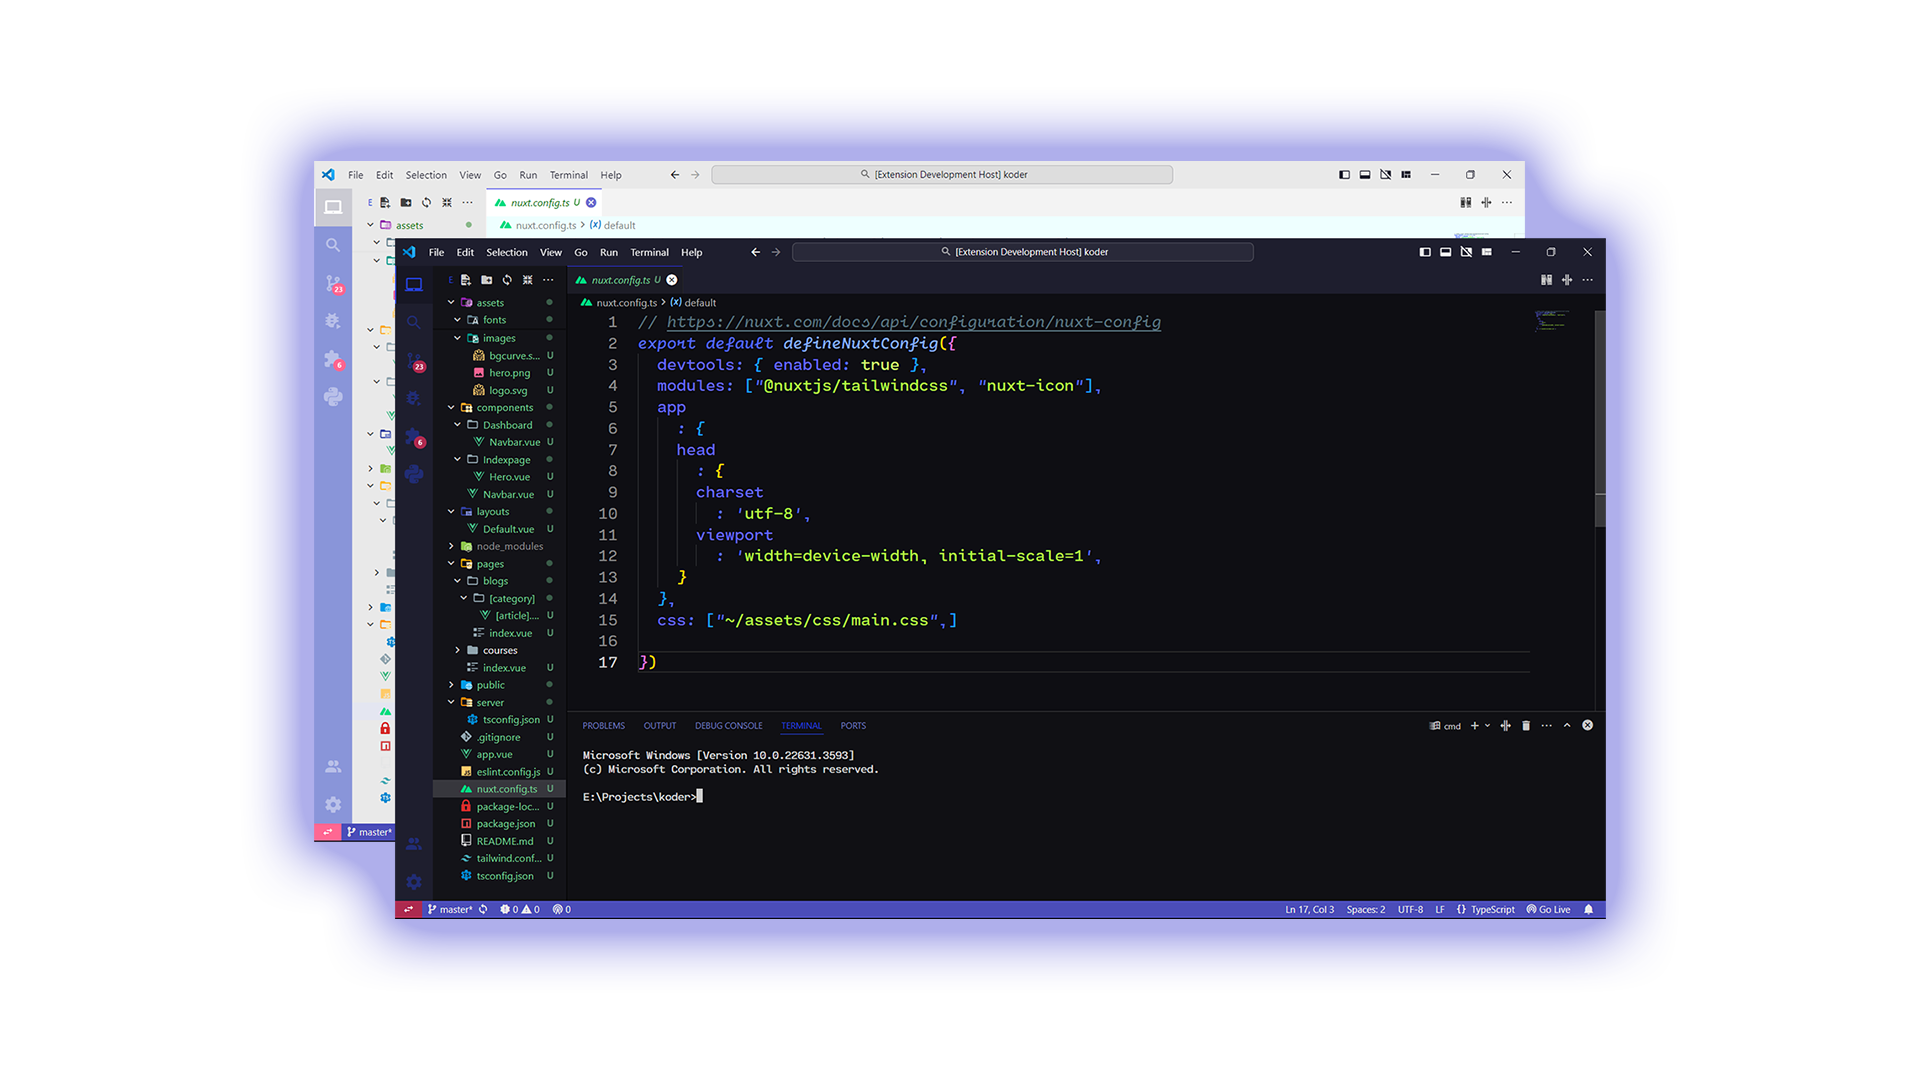 File Edit Selection View Go Run Terminal Help
[Extension Development Host] koder
E
nuxt.config.ts U
assets
nuxt.config.ts > (x) default
23
6
master*
File Edit Selection View Go Run Terminal Help
[Extension Development Host] koder
E
nuxt.config.ts U
nuxt.config.ts > (x) default
23
6
assets
fonts
images
bgcurve.s... U
hero.png U
logo.svg U
components
Dashboard
Navbar.vue U
Indexpage
Hero.vue U
Navbar.vue U
layouts
Default.vue U
node_modules
pages
blogs
[category]
[article].... U
index.vue U
courses
index.vue U
public
server
tsconfig.json U
.gitignore U
app.vue U
eslint.config.js U
nuxt.config.ts U
package-loc... U
package.json U
README.md U
tailwind.conf... U
tsconfig.json U
1 // https://nuxt.com/docs/api/configuration/nuxt-config
2 export default defineNuxtConfig({
3 devtools: { enabled: true },
4 modules: ["@nuxtjs/tailwindcss", "nuxt-icon"],
5 app
6 : {
7 head
8 : {
9 charset
10 : 'utf-8',
11 viewport
12 : 'width=device-width, initial-scale=1',
13 }
14 },
15 css: ["~/assets/css/main.css",]
16
17 })
PROBLEMS OUTPUT DEBUG CONSOLE TERMINAL PORTS
cmd
Microsoft Windows [Version 10.0.22631.3593]
(c) Microsoft Corporation. All rights reserved.
E:\Projects\koder>
master* 0 0 0
Ln 17, Col 3 Spaces: 2 UTF-8 LF {} TypeScript Go Live